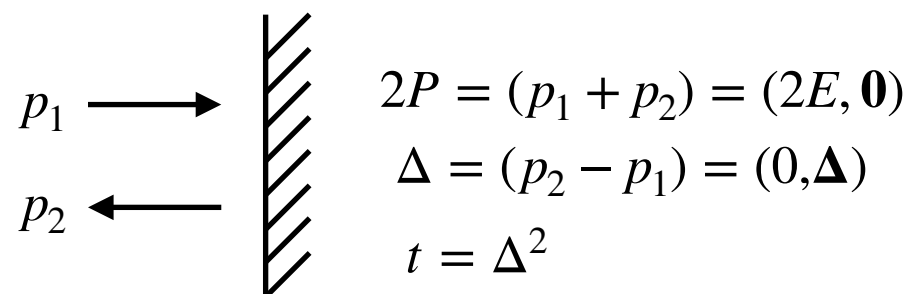 p₁
2P = (p₁ + p₂) = (2E, 𝟎)
Δ = (p₂ − p₁) = (0,𝚫)
p₂
t = Δ²